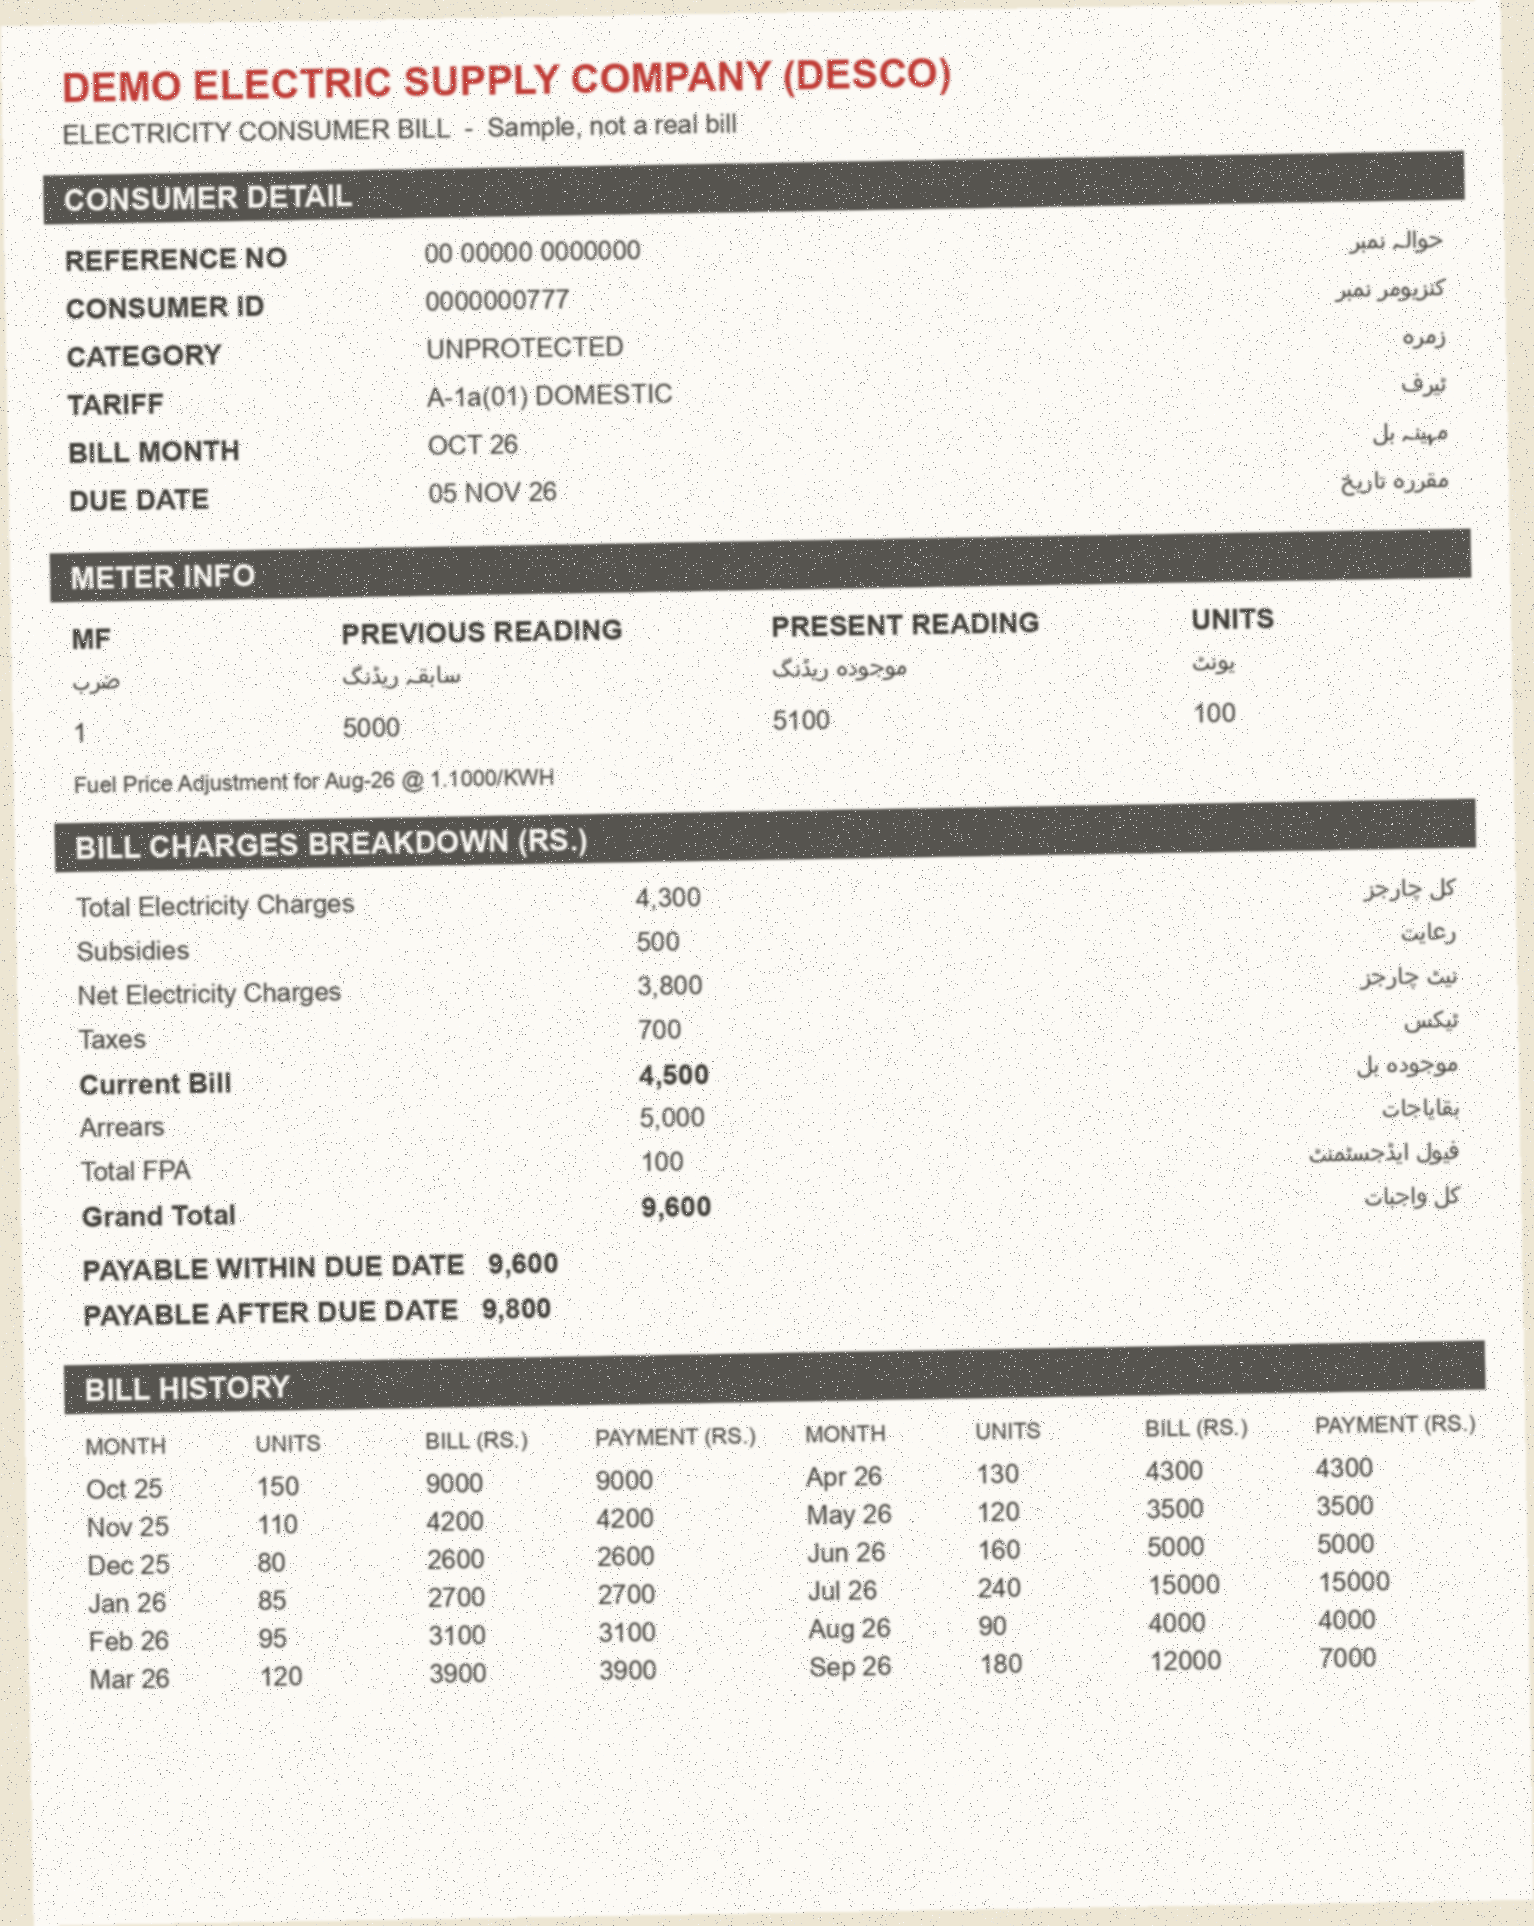 DEMO ELECTRIC SUPPLY COMPANY (DESCO)
ELECTRICITY CONSUMER BILL - Sample, not a real bill
CONSUMER DETAIL
REFERENCE NO 00 00000 0000000 حوالہ نمبر
CONSUMER ID 0000000777 کنزیومر نمبر
CATEGORY UNPROTECTED زمرہ
TARIFF A-1a(01) DOMESTIC ٹیرف
BILL MONTH OCT 26 مہینہ بل
DUE DATE 05 NOV 26 مقررہ تاریخ
METER INFO
MF PREVIOUS READING PRESENT READING UNITS
ضرب سابقہ ریڈنگ موجودہ ریڈنگ یونٹ
1 5000 5100 100
Fuel Price Adjustment for Aug-26 @ 1.1000/KWH
BILL CHARGES BREAKDOWN (RS.)
Total Electricity Charges 4,300 کل چارجز
Subsidies 500 رعایت
Net Electricity Charges 3,800 نیٹ چارجز
Taxes 700 ٹیکس
Current Bill 4,500 موجودہ بل
Arrears 5,000 بقایاجات
Total FPA 100 فیول ایڈجسٹمنٹ
Grand Total 9,600 کل واجبات
PAYABLE WITHIN DUE DATE 9,600
PAYABLE AFTER DUE DATE 9,800
BILL HISTORY
MONTH UNITS BILL (RS.) PAYMENT (RS.) MONTH UNITS BILL (RS.) PAYMENT (RS.)
Oct 25 150 9000 9000 Apr 26 130 4300 4300
Nov 25 110 4200 4200 May 26 120 3500 3500
Dec 25 80 2600 2600 Jun 26 160 5000 5000
Jan 26 85 2700 2700 Jul 26 240 15000 15000
Feb 26 95 3100 3100 Aug 26 90 4000 4000
Mar 26 120 3900 3900 Sep 26 180 12000 7000